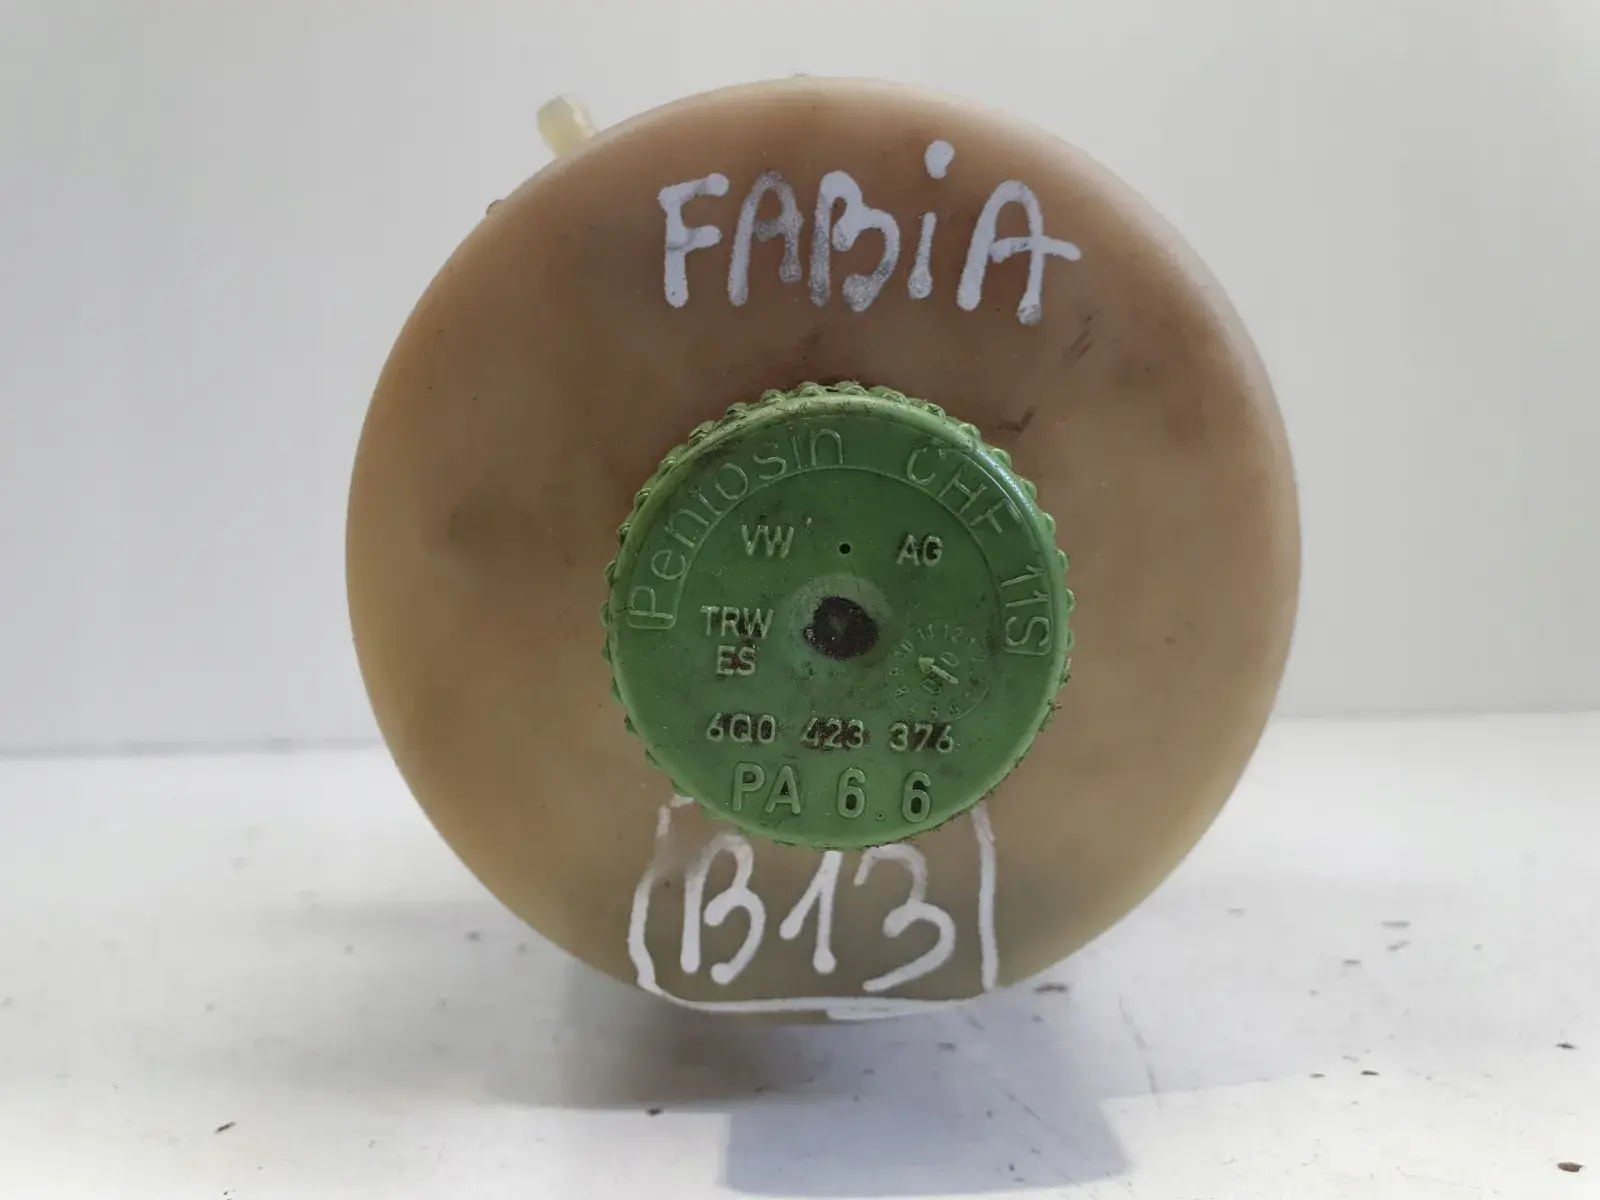 FABiA
Pentosin CHF 11S
VW AG
TRW
ES
6Q0 423 376
PA 6.6
B13